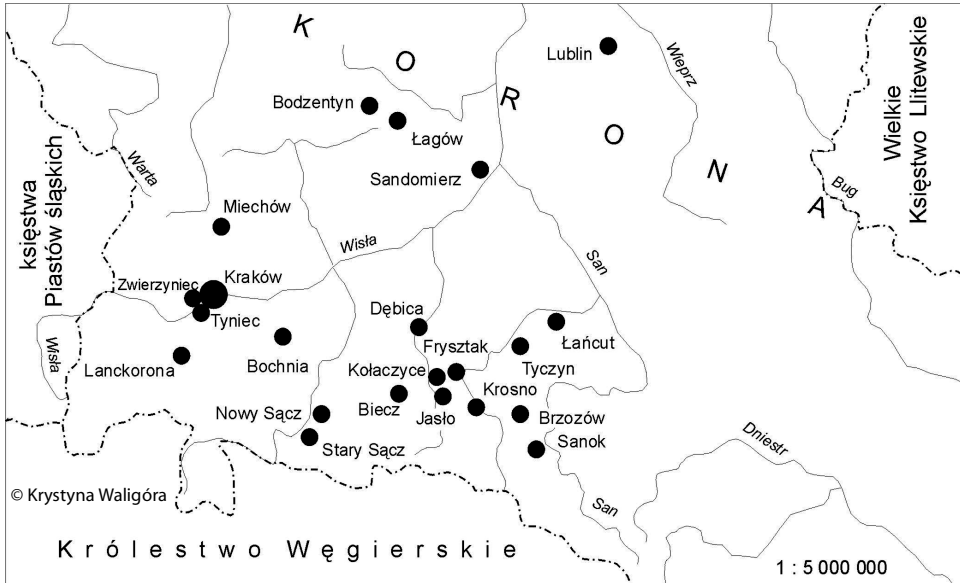 K
O
R
O
N
A
Lublin
Wieprz
Bodzentyn
Łagów
Wielkie
Księstwo Llitewskie
księstwa
Piastów śląskich
Warta
Sandomierz
Bug
Miechów
Wisła
San
Kraków
Zwierzyniec
Tyniec
Dębica
Łańcut
Wisła
Bochnia
Frysztak
Tyczyn
Lanckorona
Kołaczyce
Krosno
Biecz
Jasło
Nowy Sącz
Brzozów
Stary Sącz
Sanok
Dniestr
© Krystyna Waligóra
San
Królestwo Węgierskie
1 : 5 000 000